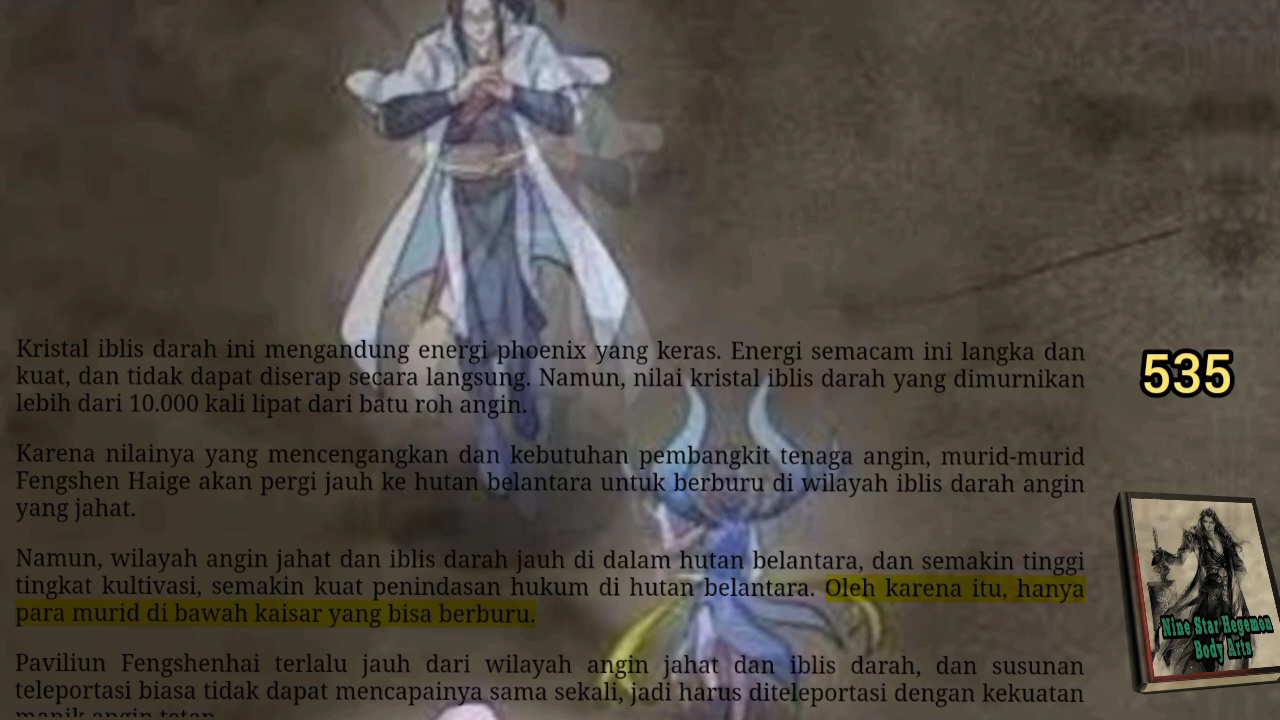 Kristal iblis darah ini mengandung energi phoenix yang keras. Energi semacam ini langka dan
kuat, dan tidak dapat diserap secara langsung. Namun, nilai kristal iblis darah yang dimurnikan
lebih dari 10.000 kali lipat dari batu roh angin.
Karena nilainya yang mencengangkan dan kebutuhan pembangkit tenaga angin, murid-murid
Fengshen Haige akan pergi jauh ke hutan belantara untuk berburu di wilayah iblis darah angin
yang jahat.
Namun, wilayah angin jahat dan iblis darah jauh di dalam hutan belantara, dan semakin tinggi
tingkat kultivasi, semakin kuat penindasan hukum di hutan belantara. Oleh karena itu, hanya
para murid di bawah kaisar yang bisa berburu.
Paviliun Fengshenhai terlalu jauh dari wilayah angin jahat dan iblis darah, dan susunan
teleportasi biasa tidak dapat mencapainya sama sekali, jadi harus diteleportasi dengan kekuatan
535
Nine Star Hegemon
Body Arts